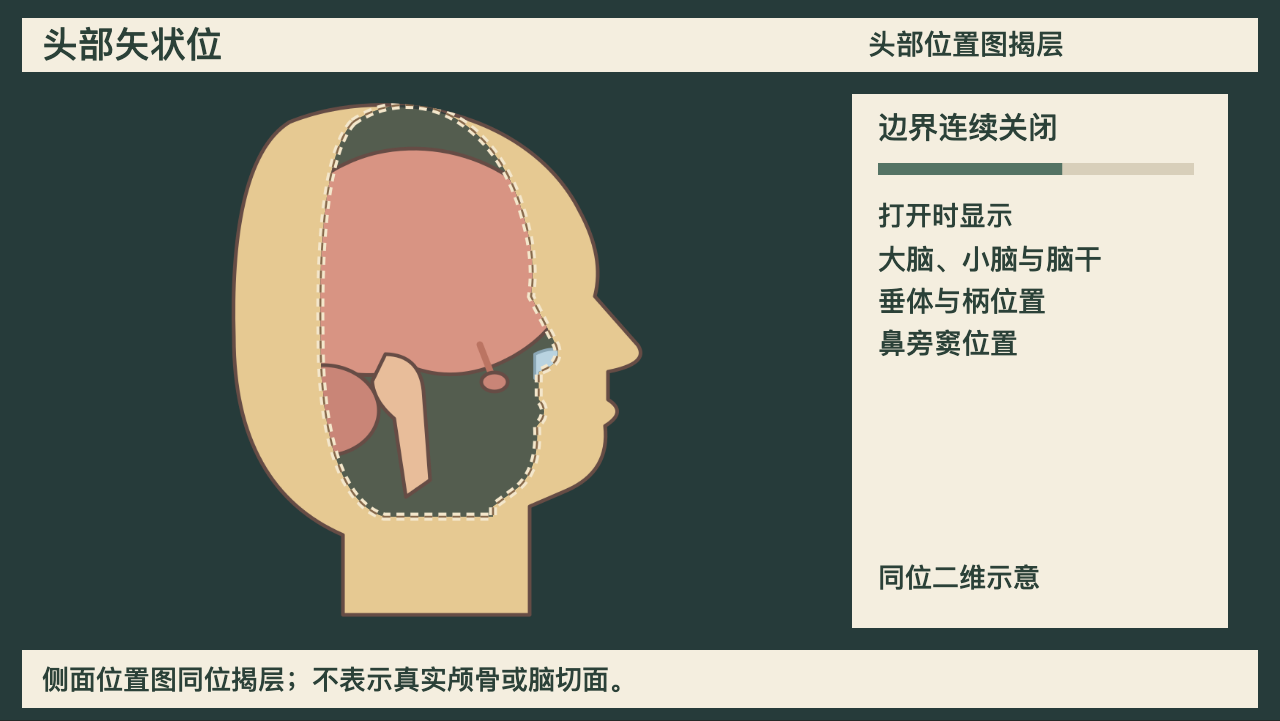 头部矢状位
头部位置图揭层
边界连续关闭
打开时显示
大脑、小脑与脑干
垂体与柄位置
鼻旁窦位置
同位二维示意
侧面位置图同位揭层；不表示真实颅骨或脑切面。